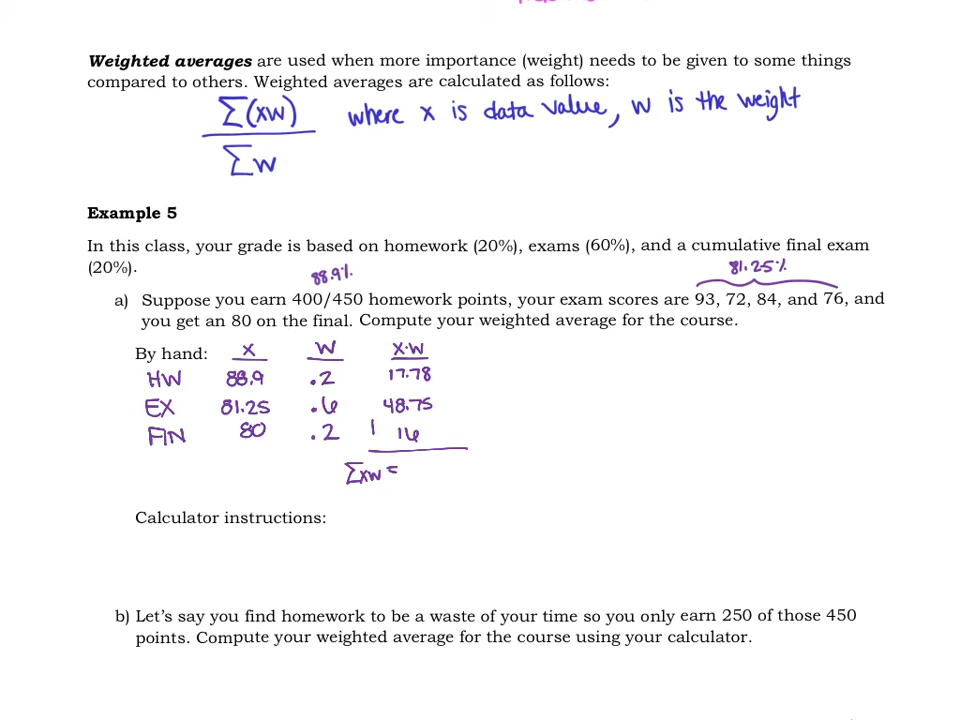 Weighted averages are used when more importance (weight) needs to be given to some things
compared to others. Weighted averages are calculated as follows:
Σ(xw) where x is data value, w is the weight
Σw
Example 5
In this class, your grade is based on homework (20%), exams (60%), and a cumulative final exam
(20%).
88.9% 81.25%
a) Suppose you earn 400/450 homework points, your exam scores are 93, 72, 84, and 76, and
you get an 80 on the final. Compute your weighted average for the course.
By hand: X W X·W
HW 88.9 .2 17.78
EX 81.25 .6 48.75
FIN 80 .2 16
Σxw =
Calculator instructions:
b) Let's say you find homework to be a waste of your time so you only earn 250 of those 450
points. Compute your weighted average for the course using your calculator.